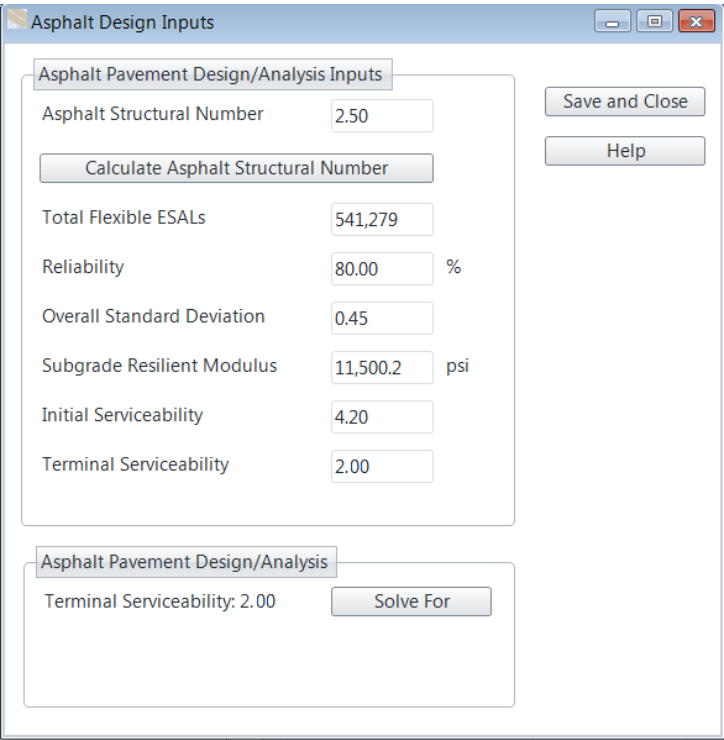 Asphalt Design Inputs
Asphalt Pavement Design/Analysis Inputs
Asphalt Structural Number 2.50
Save and Close
Calculate Asphalt Structural Number
Help
Total Flexible ESALs 541,279
Reliability 80.00 %
Overall Standard Deviation 0.45
Subgrade Resilient Modulus 11,500.2 psi
Initial Serviceability 4.20
Terminal Serviceability 2.00
Asphalt Pavement Design/Analysis
Terminal Serviceability: 2.00 Solve For